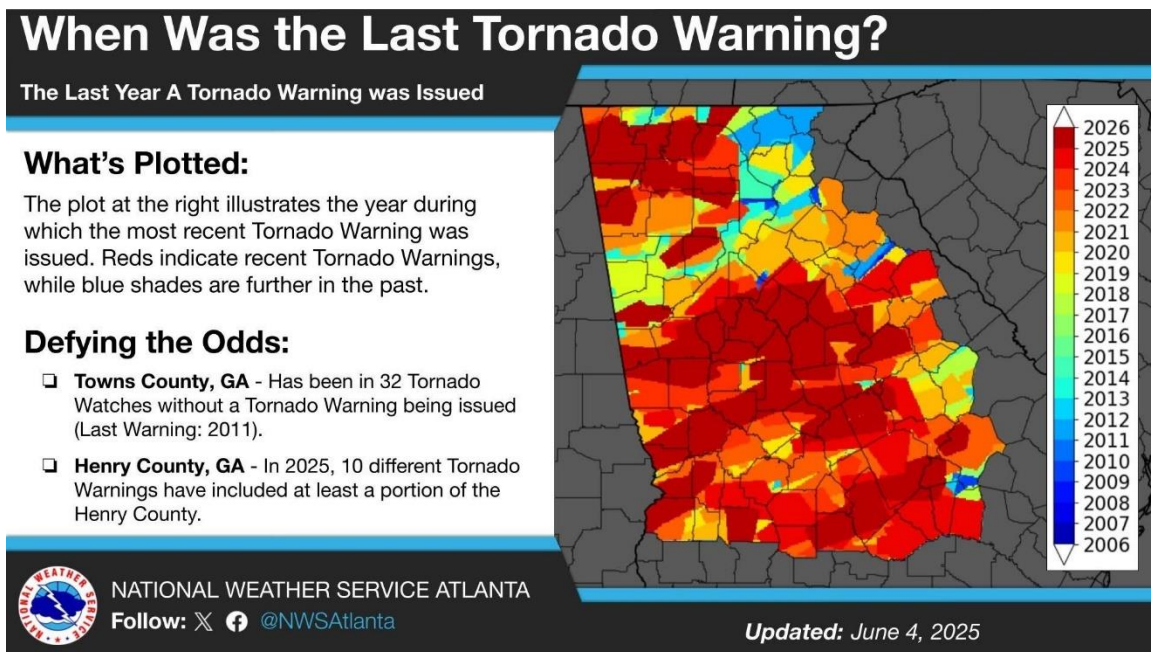 When Was the Last Tornado Warning?
The Last Year A Tornado Warning was Issued
What's Plotted:
The plot at the right illustrates the year during
which the most recent Tornado Warning was
issued. Reds indicate recent Tornado Warnings,
while blue shades are further in the past.
Defying the Odds:
❑ Towns County, GA - Has been in 32 Tornado
Watches without a Tornado Warning being issued
(Last Warning: 2011).
❑ Henry County, GA - In 2025, 10 different Tornado
Warnings have included at least a portion of the
Henry County.
2026
2025
2024
2023
2022
2021
2020
2019
2018
2017
2016
2015
2014
2013
2012
2011
2010
2009
2008
2007
2006
NATIONAL WEATHER SERVICE
NATIONAL WEATHER SERVICE ATLANTA
Follow: @NWSAtlanta
Updated: June 4, 2025